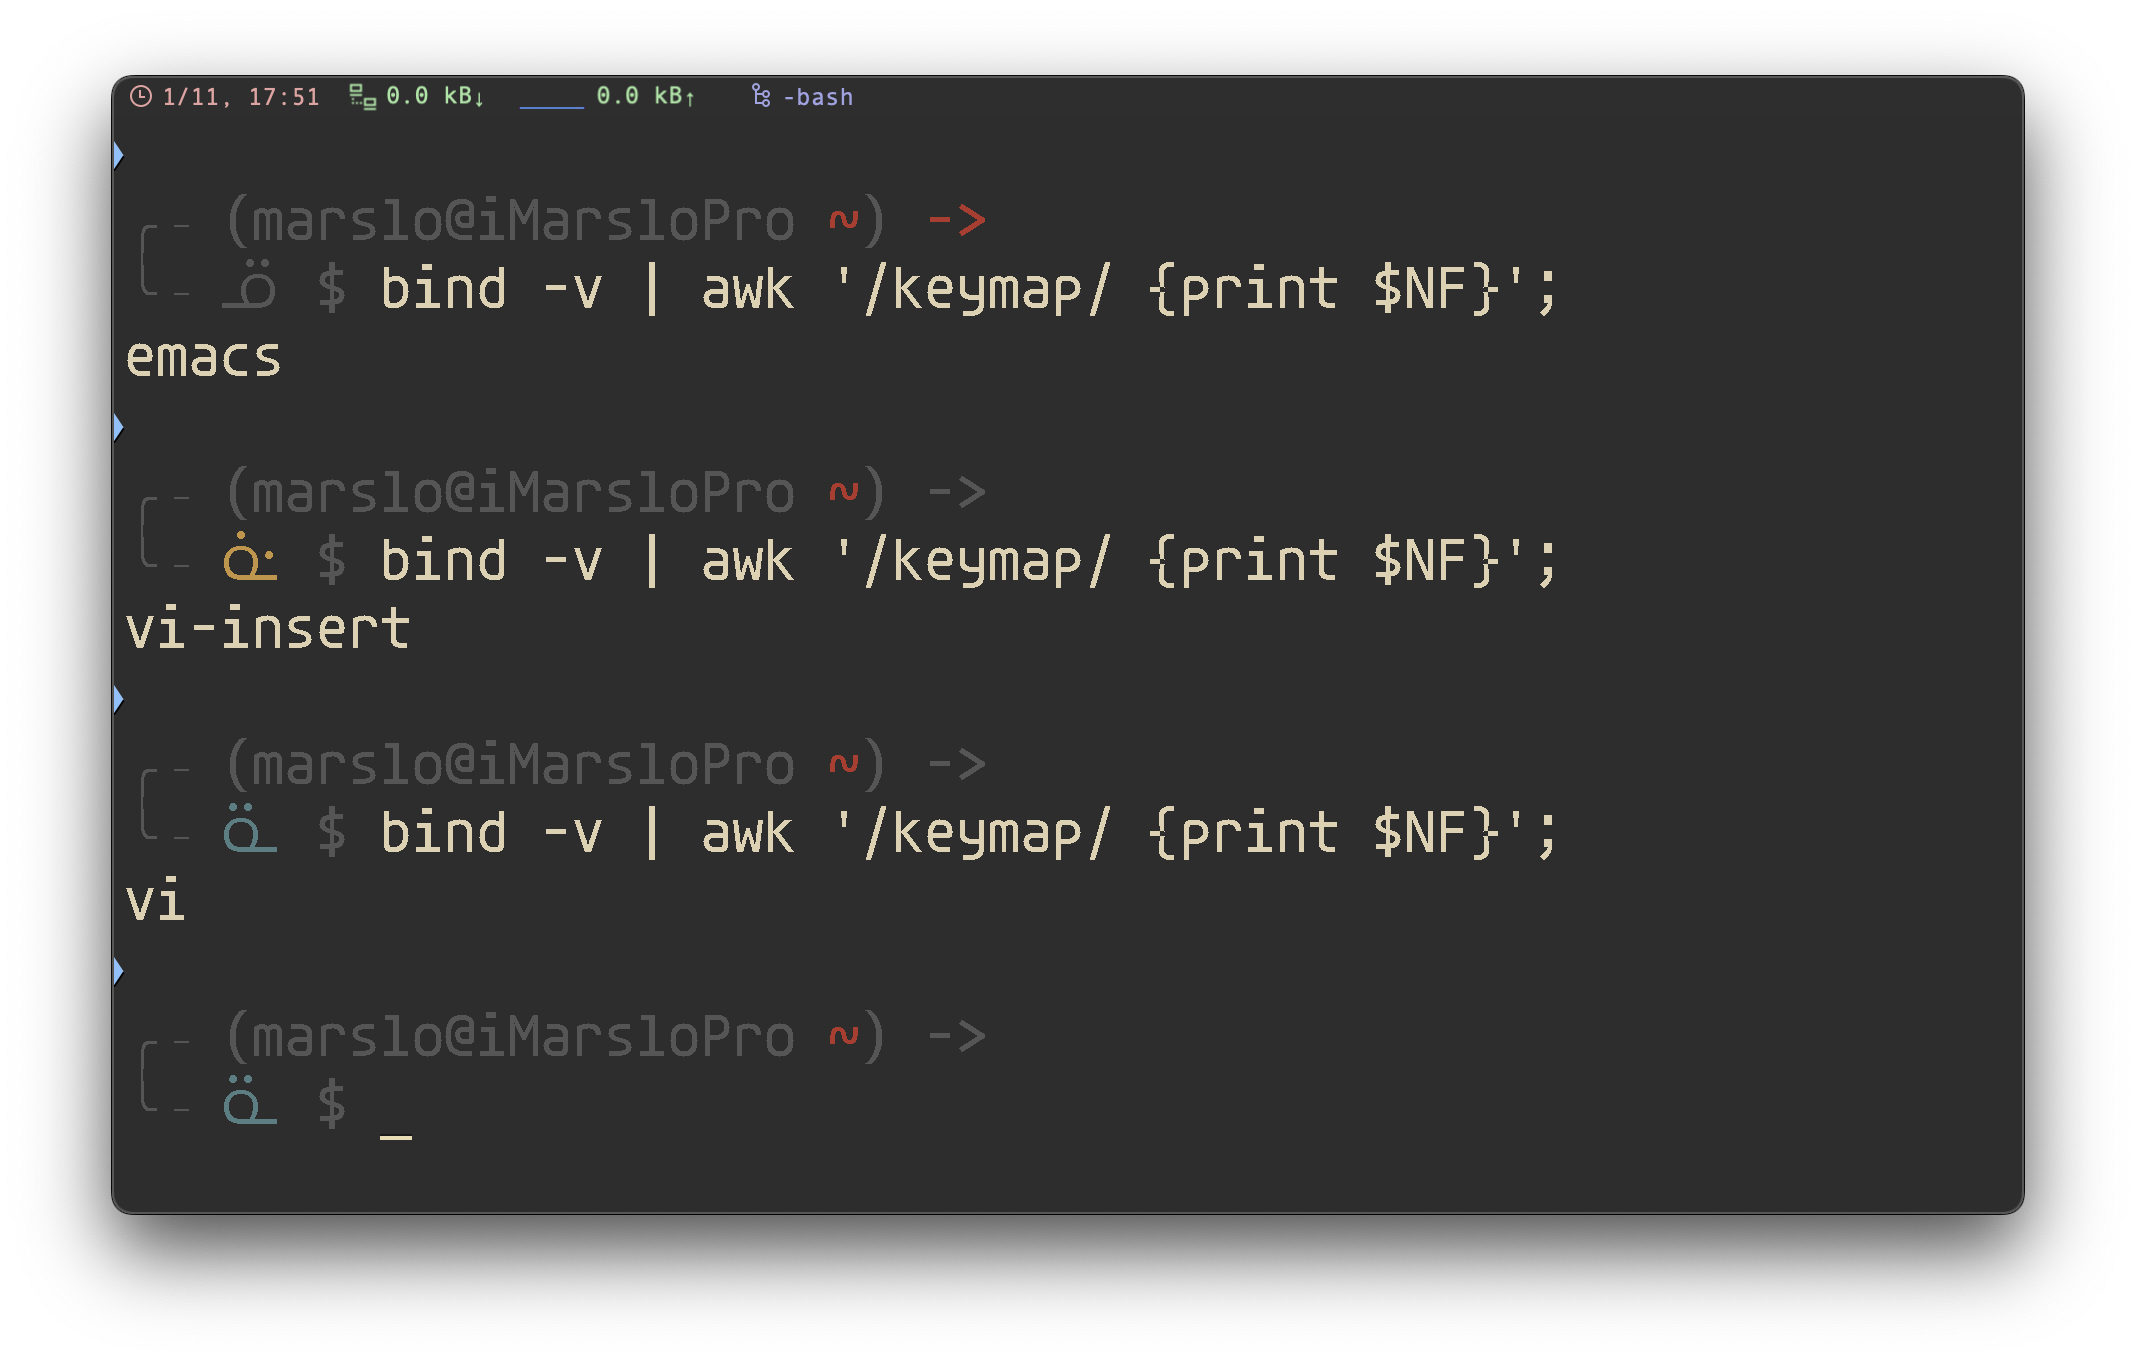 1/11, 17:51 0.0 kB↓ 0.0 kB↑ -bash
(marslo@iMarsloPro ~) ->
$ bind -v | awk '/keymap/ {print $NF}';
emacs
(marslo@iMarsloPro ~) ->
$ bind -v | awk '/keymap/ {print $NF}';
vi-insert
(marslo@iMarsloPro ~) ->
$ bind -v | awk '/keymap/ {print $NF}';
vi
(marslo@iMarsloPro ~) ->
$ _